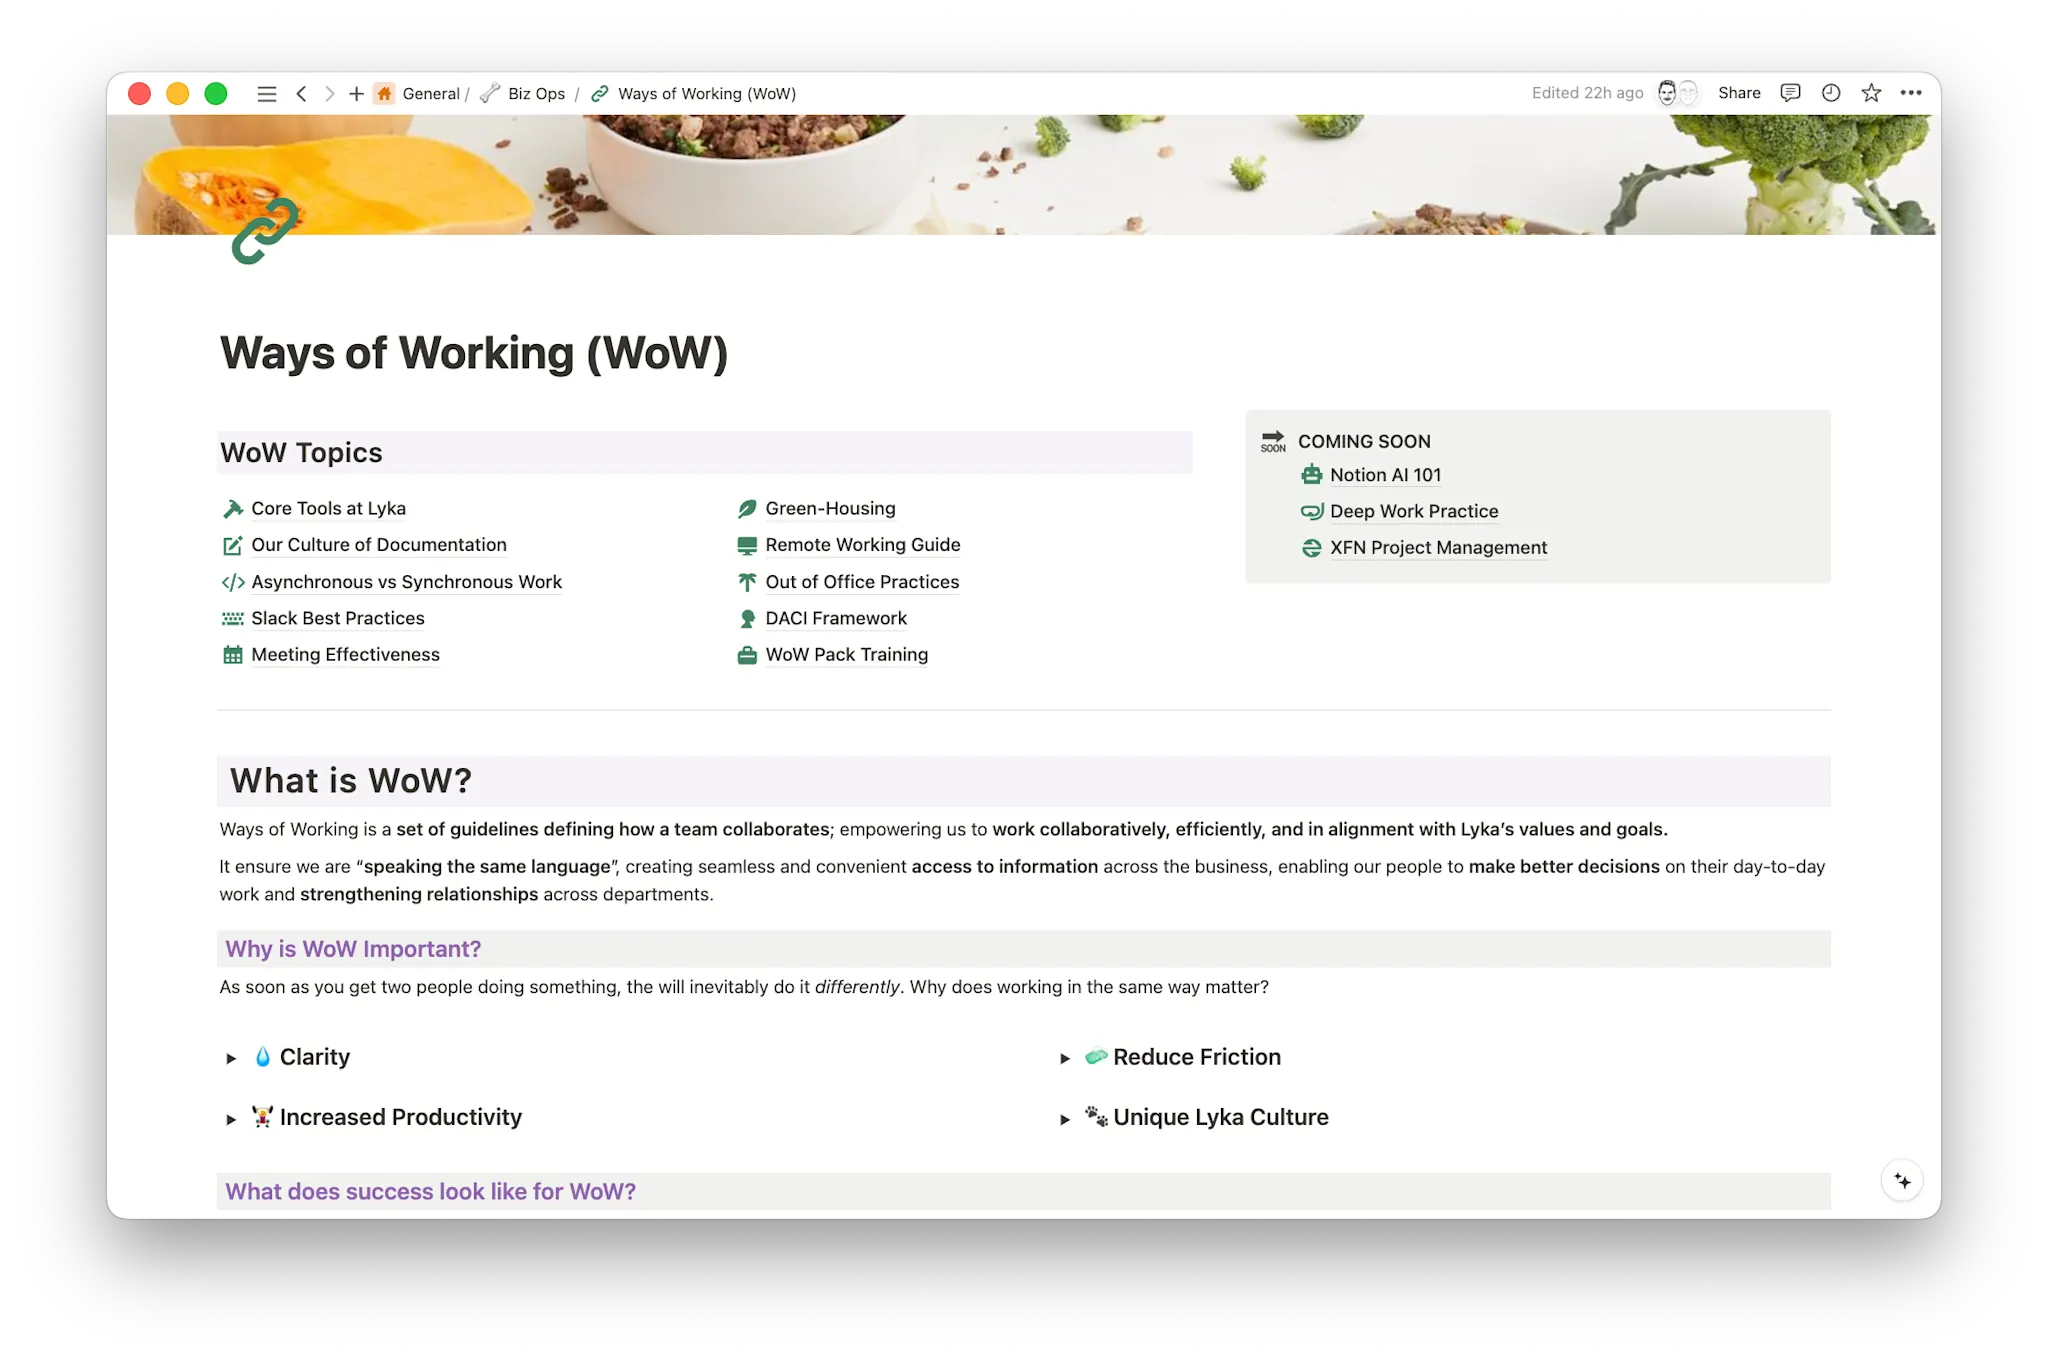 General / Biz Ops / Ways of Working (WoW)
Edited 22h ago Share
Ways of Working (WoW)
WoW Topics
Core Tools at Lyka
Our Culture of Documentation
Asynchronous vs Synchronous Work
Slack Best Practices
Meeting Effectiveness
Green-Housing
Remote Working Guide
Out of Office Practices
DACI Framework
WoW Pack Training
SOON COMING SOON
Notion AI 101
Deep Work Practice
XFN Project Management
What is WoW?
Ways of Working is a set of guidelines defining how a team collaborates; empowering us to work collaboratively, efficiently, and in alignment with Lyka’s values and goals.
It ensure we are “speaking the same language”, creating seamless and convenient access to information across the business, enabling our people to make better decisions on their day-to-day
work and strengthening relationships across departments.
Why is WoW Important?
As soon as you get two people doing something, the will inevitably do it differently. Why does working in the same way matter?
Clarity
Reduce Friction
Increased Productivity
Unique Lyka Culture
What does success look like for WoW?